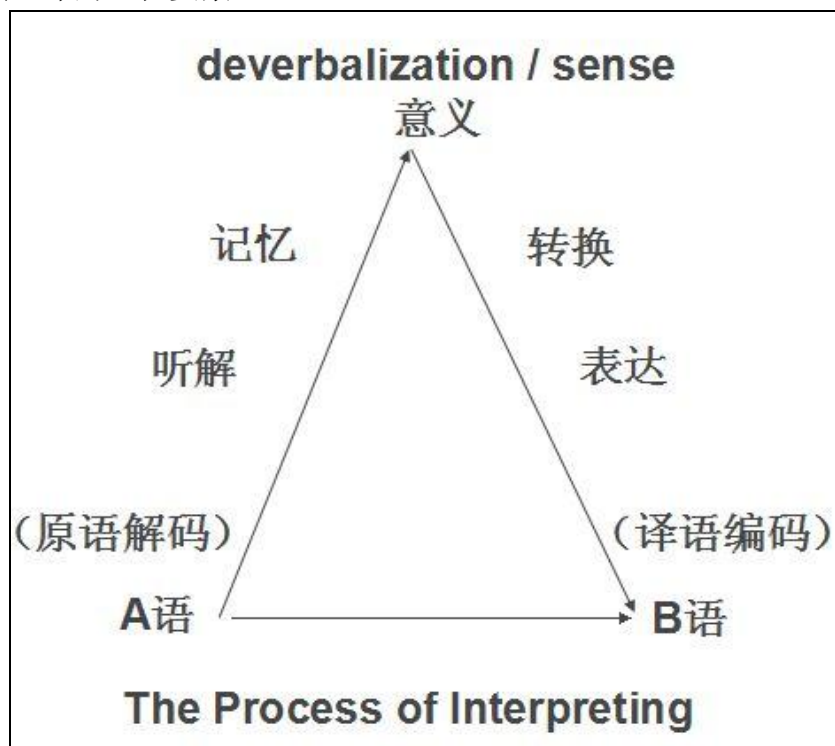 deverbalization / sense
意义
记忆 转换
听解 表达
（原语解码） （译语编码）
A语 B语
The Process of Interpreting